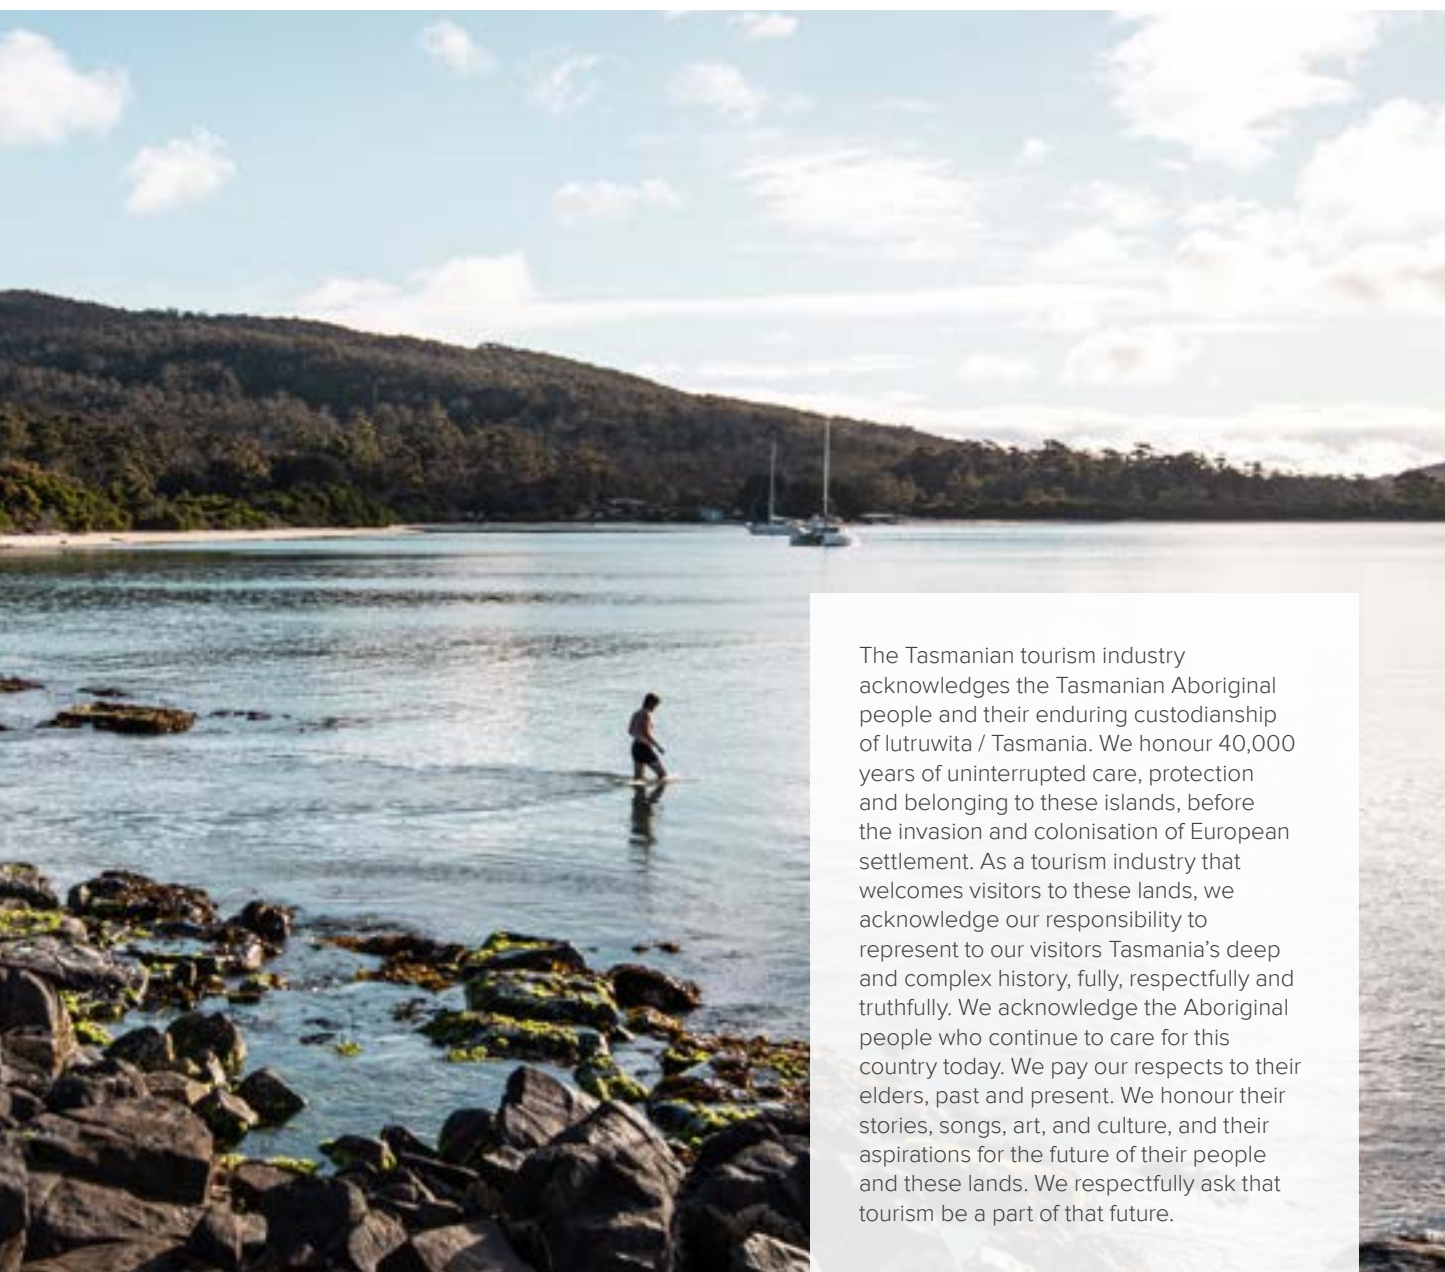 The Tasmanian tourism industry
acknowledges the Tasmanian Aboriginal
people and their enduring custodianship
of lutruwita / Tasmania. We honour 40,000
years of uninterrupted care, protection
and belonging to these islands, before
the invasion and colonisation of European
settlement. As a tourism industry that
welcomes visitors to these lands, we
acknowledge our responsibility to
represent to our visitors Tasmania’s deep
and complex history, fully, respectfully and
truthfully. We acknowledge the Aboriginal
people who continue to care for this
country today. We pay our respects to their
elders, past and present. We honour their
stories, songs, art, and culture, and their
aspirations for the future of their people
and these lands. We respectfully ask that
tourism be a part of that future.